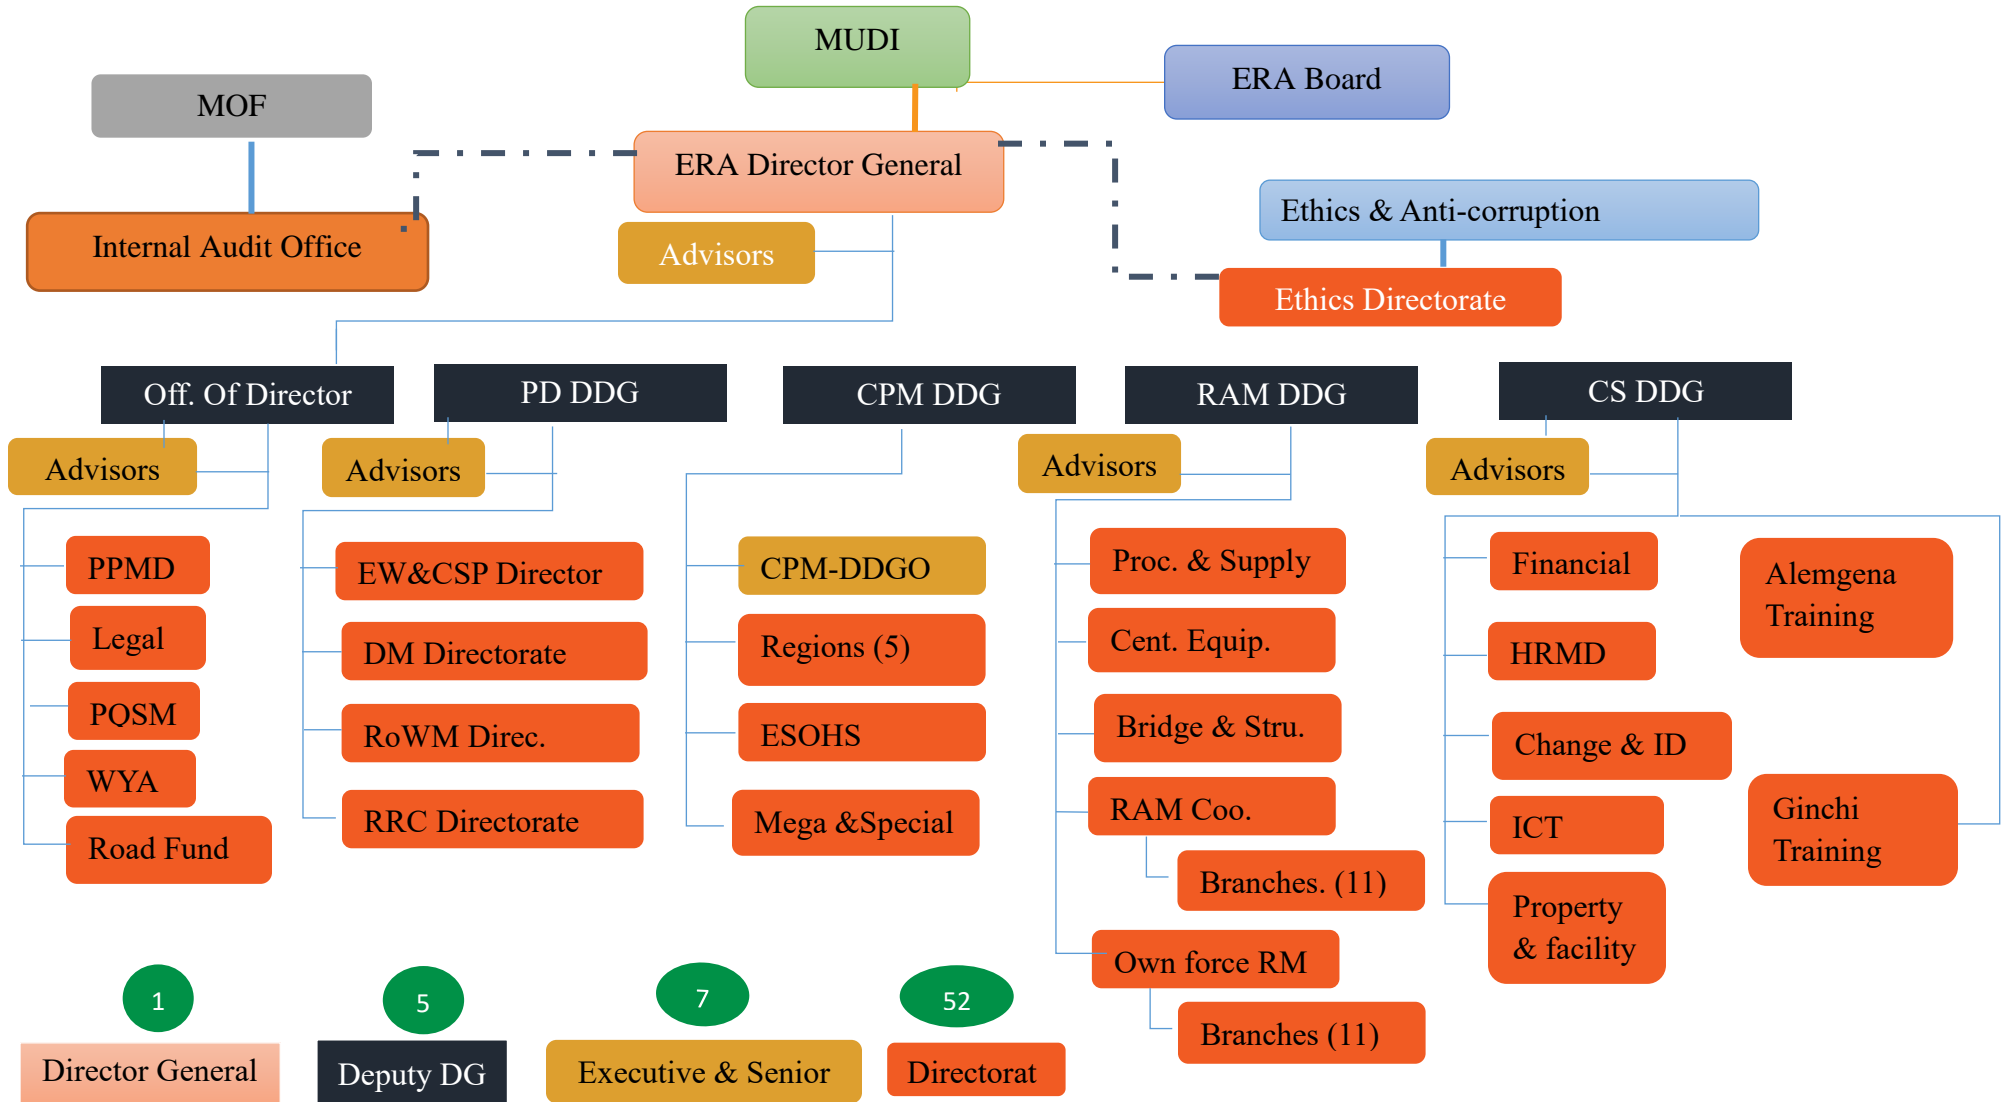 MUDI
ERA Board
MOF
ERA Director General
Ethics & Anti-corruption
Internal Audit Office
Advisors
Ethics Directorate
Off. Of Director
PD DDG
CPM DDG
RAM DDG
CS DDG
Advisors
Advisors
Advisors
Advisors
PPMD
Legal
PQSM
WYA
Road Fund
EW&CSP Director
DM Directorate
RoWM Direc.
RRC Directorate
CPM-DDGO
Regions (5)
ESOHS
Mega &Special
Proc. & Supply
Cent. Equip.
Bridge & Stru.
RAM Coo.
Branches. (11)
Own force RM
Branches (11)
Financial
HRMD
Change & ID
ICT
Property
& facility
Alemgena
Training
Ginchi
Training
1
5
7
52
Director General
Deputy DG
Executive & Senior
Directorat